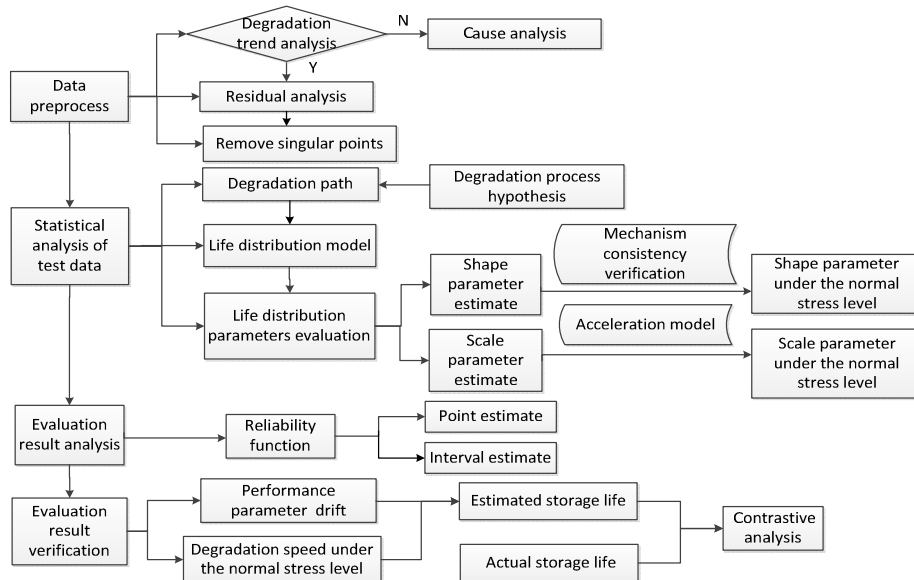 Degradation
trend analysis
N
Cause analysis
Y
Data
preprocess
Residual analysis
Remove singular points
Degradation path
Degradation process
hypothesis
Statistical
analysis of
test data
Life distribution model
Mechanism
consistency
verification
Shape
parameter
estimate
Shape parameter
under the normal
stress level
Life distribution
parameters evaluation
Acceleration model
Scale
parameter
estimate
Scale parameter
under the normal
stress level
Evaluation
result analysis
Reliability
function
Point estimate
Interval estimate
Evaluation
result
verification
Performance
parameter drift
Estimated storage life
Contrastive
analysis
Degradation speed under
the normal stress level
Actual storage life